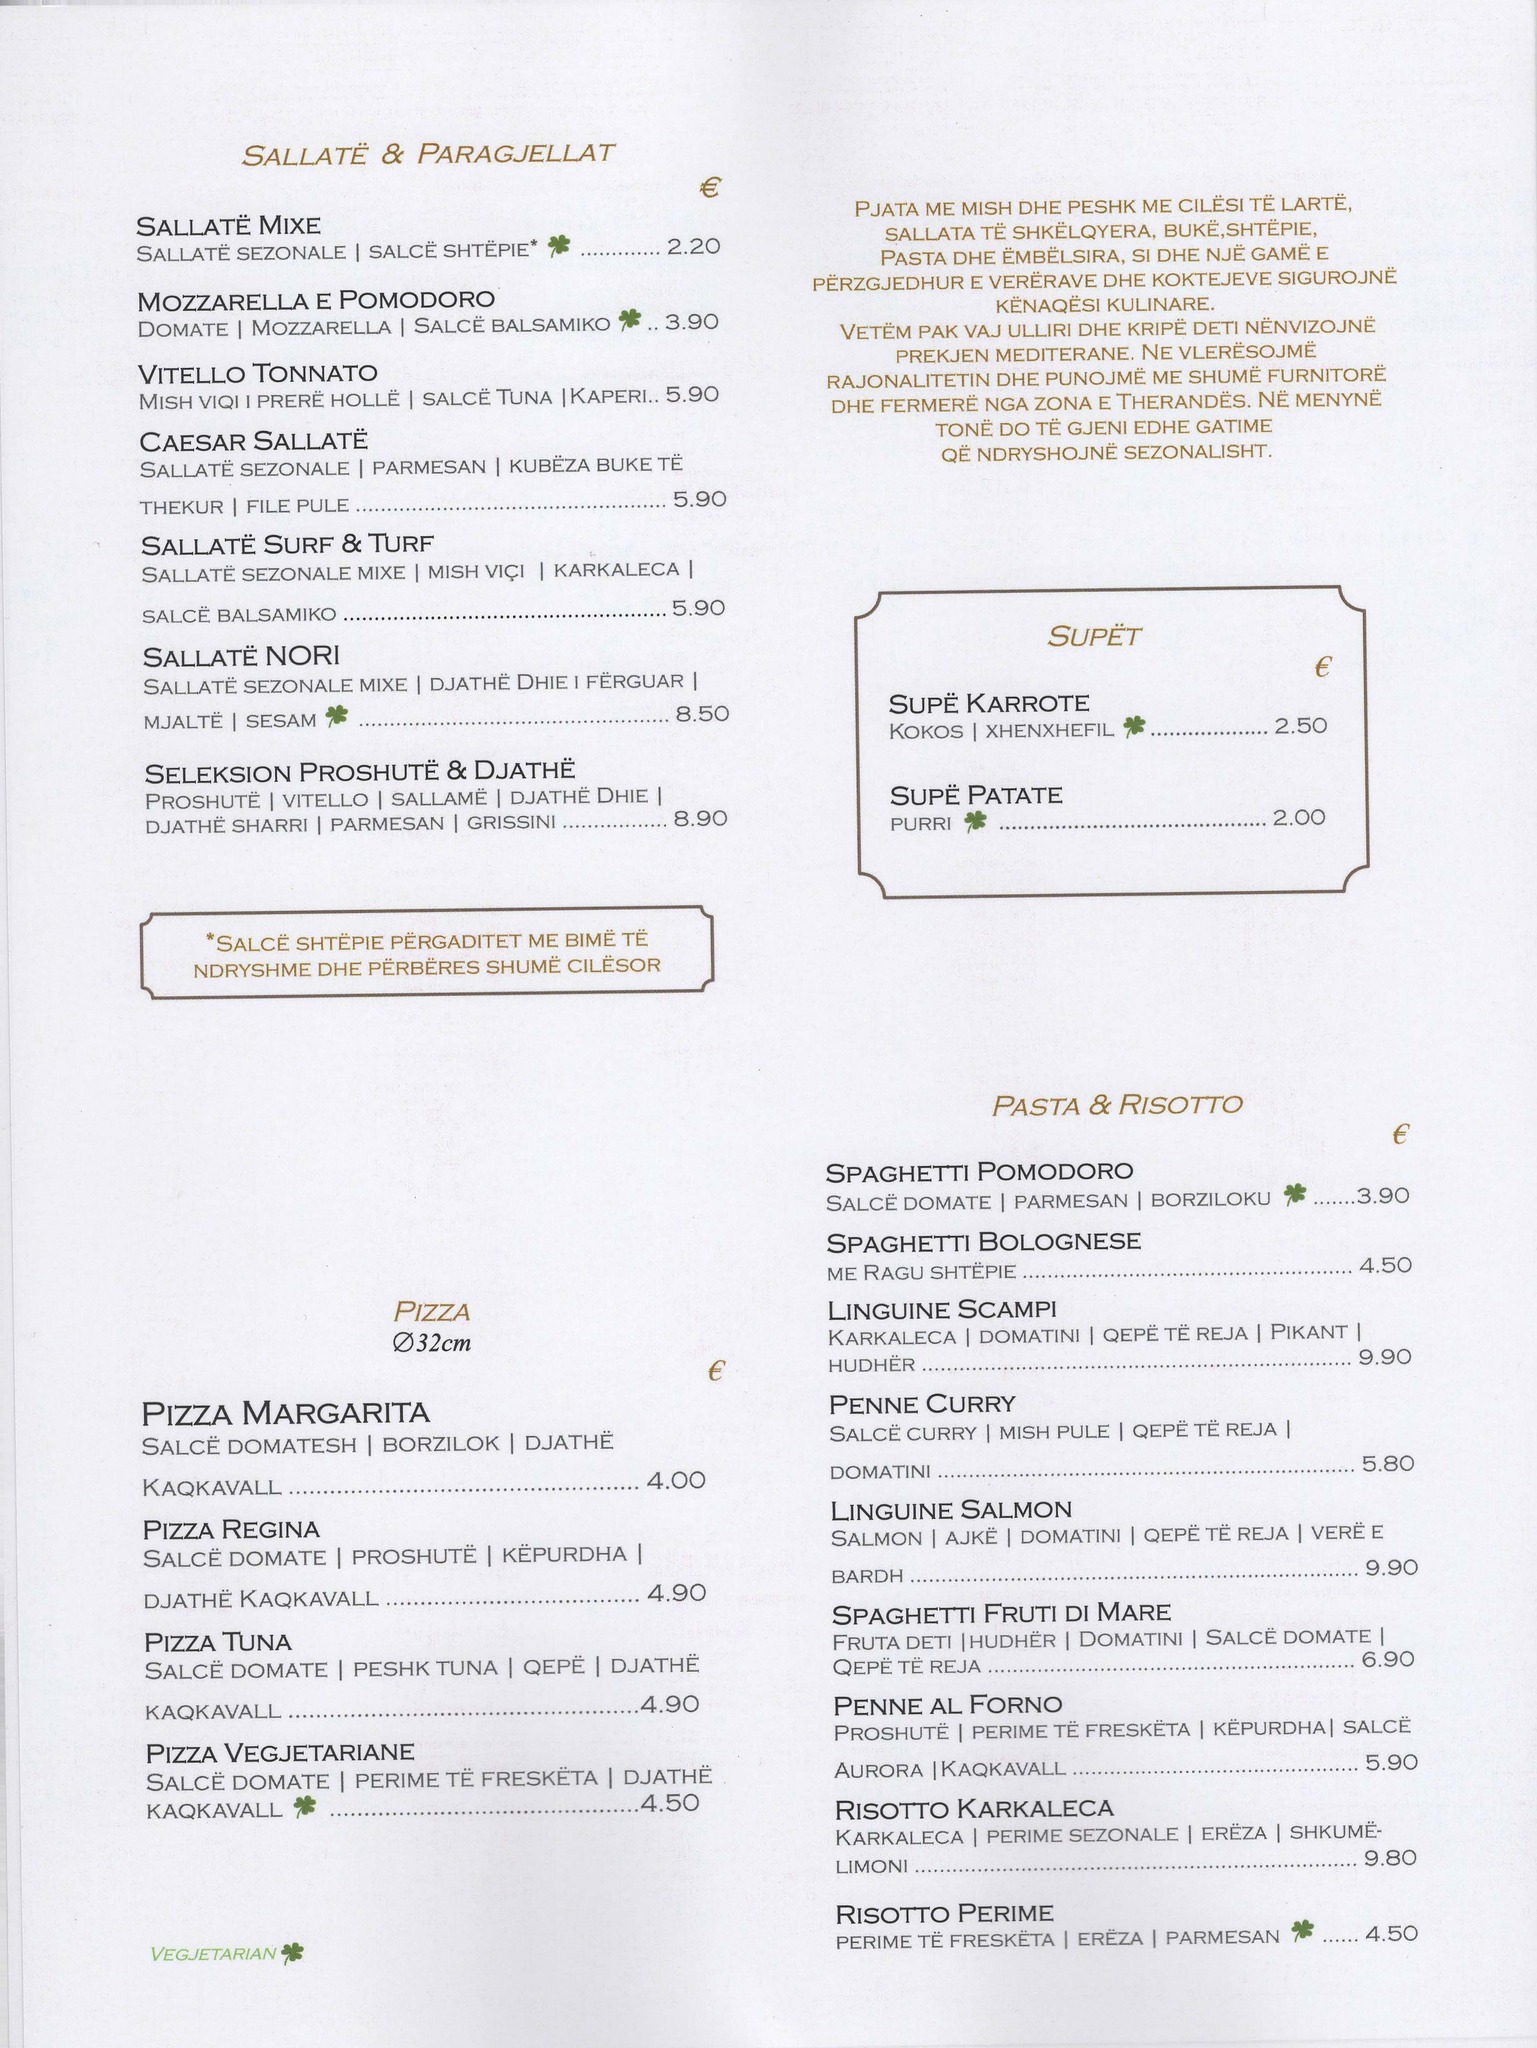 SALLATË & PARAGJELLAT
€
SALLATË MIXE
SALLATË SEZONALE | SALCË SHTËPIE* ............. 2.20
MOZZARELLA E POMODORO
DOMATE | MOZZARELLA | SALCË BALSAMIKO .. 3.90
VITELLO TONNATO
MISH VIQI I PRERË HOLLË | SALCË TUNA |KAPERI.. 5.90
CAESAR SALLATË
SALLATË SEZONALE | PARMESAN | KUBËZA BUKE TË
THEKUR | FILE PULE .................................................. 5.90
SALLATË SURF & TURF
SALLATË SEZONALE MIXE | MISH VIÇI | KARKALECA |
SALCË BALSAMIKO .................................................... 5.90
SALLATË NORI
SALLATË SEZONALE MIXE | DJATHË DHIE I FËRGUAR |
MJALTË | SESAM .................................................. 8.50
SELEKSION PROSHUTË & DJATHË
PROSHUTË | VITELLO | SALLAMË | DJATHË DHIE |
DJATHË SHARRI | PARMESAN | GRISSINI ................. 8.90
*SALCË SHTËPIE PËRGADITET ME BIMË TË
NDRYSHME DHE PËRBËRES SHUMË CILËSOR
PIZZA
Ø32cm
€
PIZZA MARGARITA
SALCË DOMATESH | BORZILOK | DJATHË
KAQKAVALL ........................................................ 4.00
PIZZA REGINA
SALCË DOMATE | PROSHUTË | KËPURDHA |
DJATHË KAQKAVALL ......................................... 4.90
PIZZA TUNA
SALCË DOMATE | PESHK TUNA | QEPË | DJATHË
KAQKAVALL ........................................................4.90
PIZZA VEGJETARIANE
SALCË DOMATE | PERIME TË FRESKËTA | DJATHË
KAQKAVALL ..................................................4.50
VEGJETARIAN
PJATA ME MISH DHE PESHK ME CILËSI TË LARTË,
SALLATA TË SHKËLQYERA, BUKË,SHTËPIE,
PASTA DHE ËMBËLSIRA, SI DHE NJË GAMË E
PËRZGJEDHUR E VERËRAVE DHE KOKTEJEVE SIGUROJNË
KËNAQËSI KULINARE.
VETËM PAK VAJ ULLIRI DHE KRIPË DETI NËNVIZOJNË
PREKJEN MEDITERANE. NE VLERËSOJMË
RAJONALITETIN DHE PUNOJMË ME SHUMË FURNITORË
DHE FERMERË NGA ZONA E THERANDËS. NË MENYNË
TONË DO TË GJENI EDHE GATIME
QË NDRYSHOJNË SEZONALISHT.
SUPËT
€
SUPË KARROTE
KOKOS | XHENXHEFIL ................... 2.50
SUPË PATATE
PURRI ........................................... 2.00
PASTA & RISOTTO
€
SPAGHETTI POMODORO
SALCË DOMATE | PARMESAN | BORZILOKU .......3.90
SPAGHETTI BOLOGNESE
ME RAGU SHTËPIE ..................................................... 4.50
LINGUINE SCAMPI
KARKALECA | DOMATINI | QEPË TË REJA | PIKANT |
HUDHËR ..................................................................... 9.90
PENNE CURRY
SALCË CURRY | MISH PULE | QEPË TË REJA |
DOMATINI ................................................................... 5.80
LINGUINE SALMON
SALMON | AJKË | DOMATINI | QEPË TË REJA | VERË E
BARDH ........................................................................ 9.90
SPAGHETTI FRUTI DI MARE
FRUTA DETI |HUDHËR | DOMATINI | SALCË DOMATE |
QEPË TË REJA ........................................................... 6.90
PENNE AL FORNO
PROSHUTË | PERIME TË FRESKËTA | KËPURDHA| SALCË
AURORA |KAQKAVALL .............................................. 5.90
RISOTTO KARKALECA
KARKALECA | PERIME SEZONALE | ERËZA | SHKUMË-
LIMONI ....................................................................... 9.80
RISOTTO PERIME
PERIME TË FRESKËTA | ERËZA | PARMESAN ...... 4.50